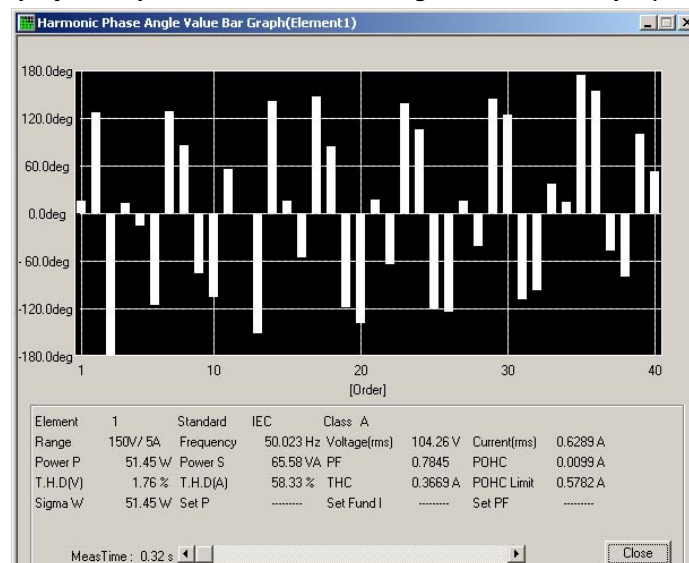 Harmonic Phase Angle Value Bar Graph(Element1)
180.0deg
120.0deg
60.0deg
0.0deg
-60.0deg
-120.0deg
-180.0deg
1 10 20 30 40
[Order]
Element 1 Standard IEC Class A
Range 150V/ 5A Frequency 50.023 Hz Voltage(rms) 104.26 V Current(rms) 0.6289 A
Power P 51.45 W Power S 65.58 VA PF 0.7845 POHC 0.0099 A
T.H.D(V) 1.76 % T.H.D(A) 58.33 % THC 0.3669 A POHC Limit 0.5782 A
Sigma W 51.45 W Set P -------- Set Fund I -------- Set PF --------
MeasTime : 0.32 s Close